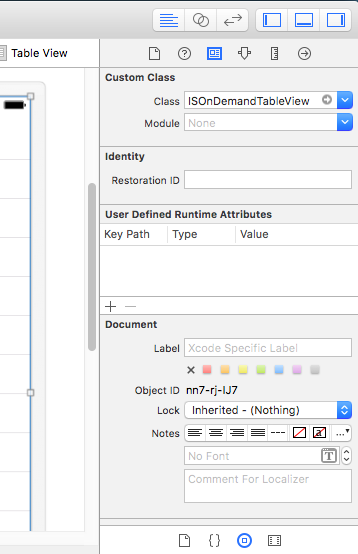 Table View
Custom Class
Class ISOnDemandTableView
Module None
Identity
Restoration ID
User Defined Runtime Attributes
Key Path Type Value
Document
Label Xcode Specific Label
Object ID nn7-rj-IJ7
Lock Inherited - (Nothing)
Notes
No Font
Comment For Localizer